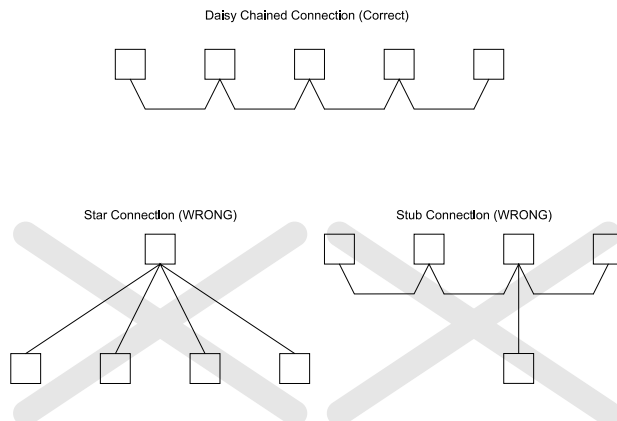 Daisy Chained Connection (Correct)
Star Connection (WRONG)
Stub Connection (WRONG)